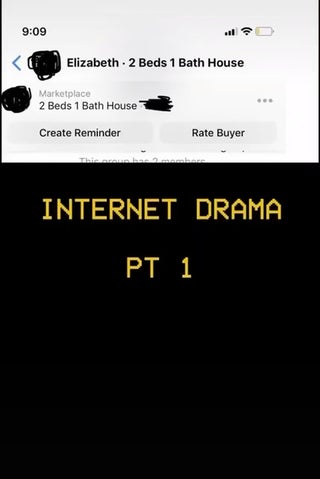 9:09
Elizabeth · 2 Beds 1 Bath House
Marketplace
2 Beds 1 Bath House
Create Reminder
Rate Buyer
This group has 2 members
INTERNET DRAMA
PT 1